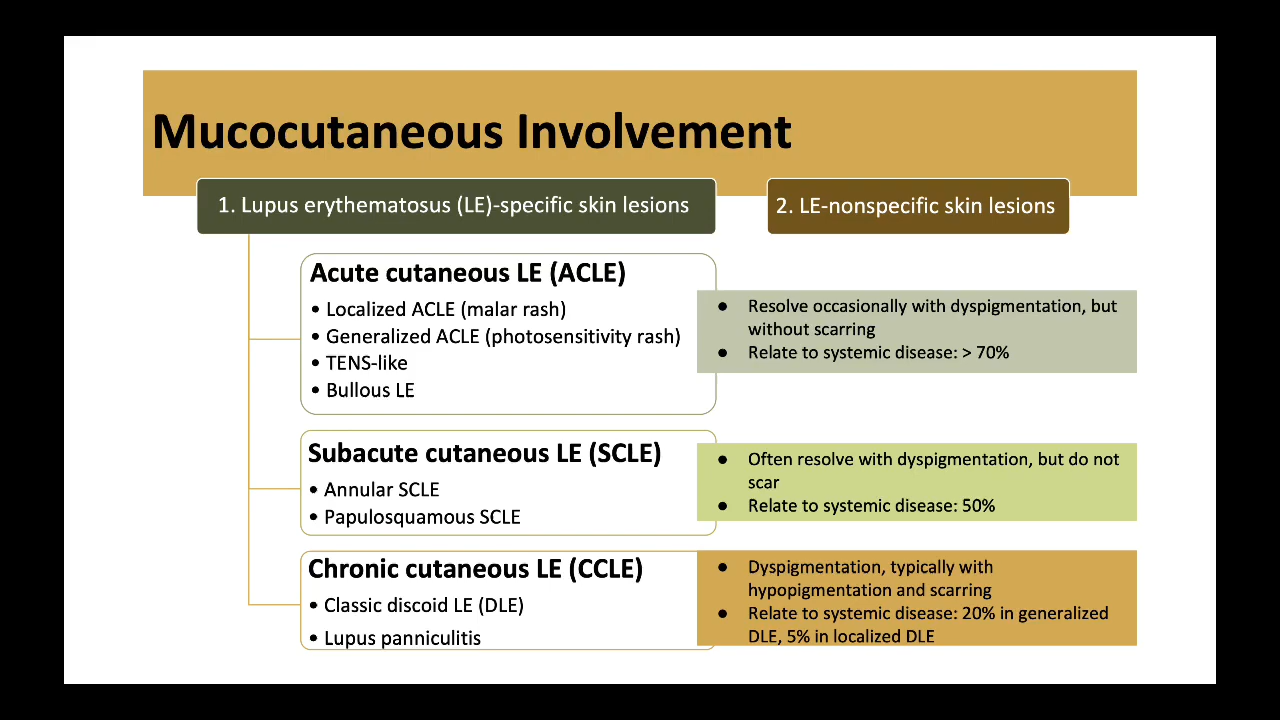 Mucocutaneous Involvement
1. Lupus erythematosus (LE)-specific skin lesions
2. LE-nonspecific skin lesions
Acute cutaneous LE (ACLE)
• Localized ACLE (malar rash)
• Generalized ACLE (photosensitivity rash)
• TENS-like
• Bullous LE
● Resolve occasionally with dyspigmentation, but
without scarring
● Relate to systemic disease: > 70%
Subacute cutaneous LE (SCLE)
• Annular SCLE
• Papulosquamous SCLE
● Often resolve with dyspigmentation, but do not
scar
● Relate to systemic disease: 50%
Chronic cutaneous LE (CCLE)
• Classic discoid LE (DLE)
• Lupus panniculitis
● Dyspigmentation, typically with
hypopigmentation and scarring
● Relate to systemic disease: 20% in generalized
DLE, 5% in localized DLE